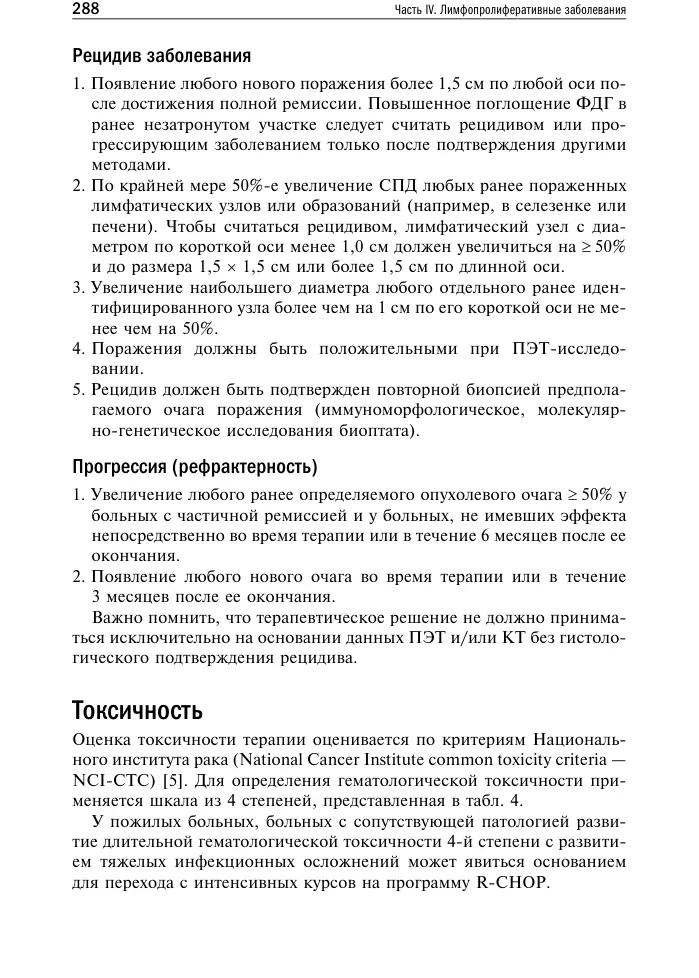 288
Часть IV. Лимфопролиферативные заболевания
Рецидив заболевания
1. Появление любого нового поражения более 1,5 см по любой оси по-
сле достижения полной ремиссии. Повышенное поглощение ФДГ в
ранее незатронутом участке следует считать рецидивом или про-
грессирующим заболеванием только после подтверждения другими
методами.
2. По крайней мере 50%-е увеличение СПД любых ранее пораженных
лимфатических узлов или образований (например, в селезенке или
печени). Чтобы считаться рецидивом, лимфатический узел с диа-
метром по короткой оси менее 1,0 см должен увеличиться на ≥ 50%
и до размера 1,5 × 1,5 см или более 1,5 см по длинной оси.
3. Увеличение наибольшего диаметра любого отдельного ранее иден-
тифицированного узла более чем на 1 см по его короткой оси не ме-
нее чем на 50%.
4. Поражения должны быть положительными при ПЭТ-исследо-
вании.
5. Рецидив должен быть подтвержден повторной биопсией предпола-
гаемого очага поражения (иммуноморфологическое, молекуляр-
но-генетическое исследования биоптата).
Прогрессия (рефрактерность)
1. Увеличение любого ранее определяемого опухолевого очага ≥ 50% у
больных с частичной ремиссией и у больных, не имевших эффекта
непосредственно во время терапии или в течение 6 месяцев после ее
окончания.
2. Появление любого нового очага во время терапии или в течение
3 месяцев после ее окончания.
Важно помнить, что терапевтическое решение не должно принима-
ться исключительно на основании данных ПЭТ и/или КТ без гистоло-
гического подтверждения рецидива.
Токсичность
Оценка токсичности терапии оценивается по критериям Националь-
ного института рака (National Cancer Institute common toxicity criteria —
NCI-CTC) [5]. Для определения гематологической токсичности при-
меняется шкала из 4 степеней, представленная в табл. 4.
У пожилых больных, больных с сопутствующей патологией разви-
тие длительной гематологической токсичности 4-й степени с развити-
ем тяжелых инфекционных осложнений может явиться основанием
для перехода с интенсивных курсов на программу R-CHOP.